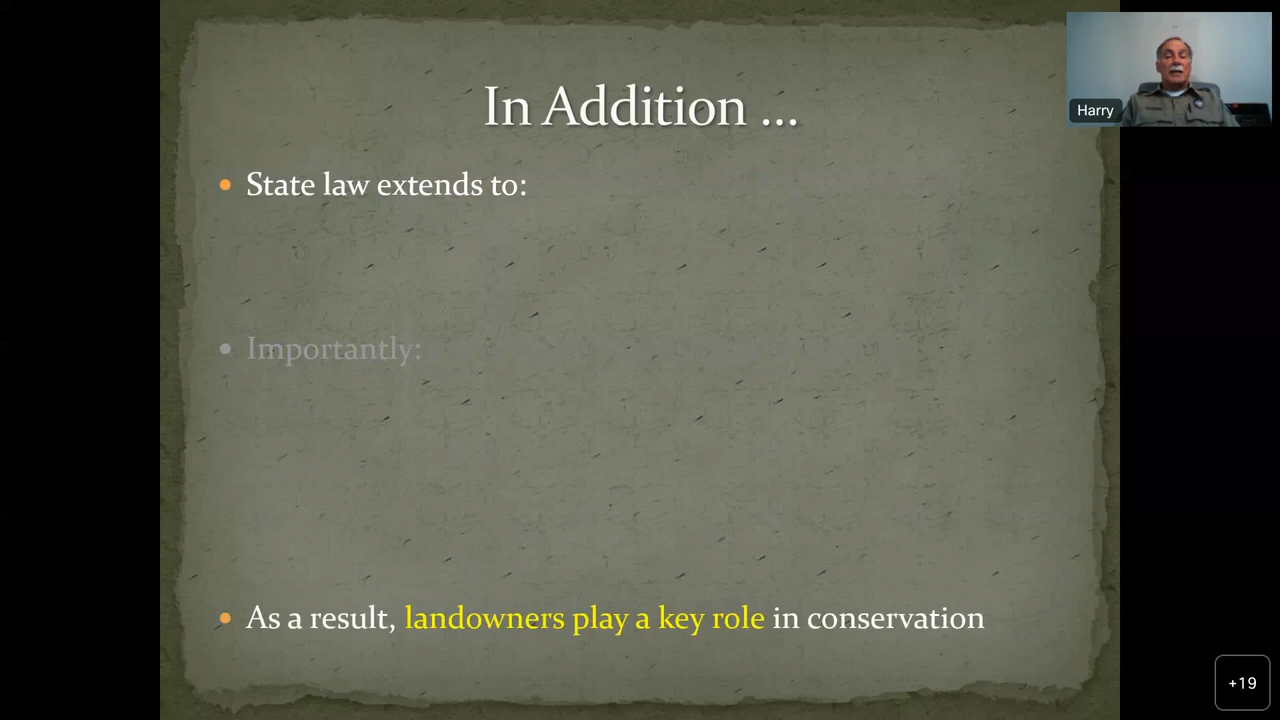 In Addition ...
Harry
State law extends to:
Importantly:
As a result, landowners play a key role in conservation
+19